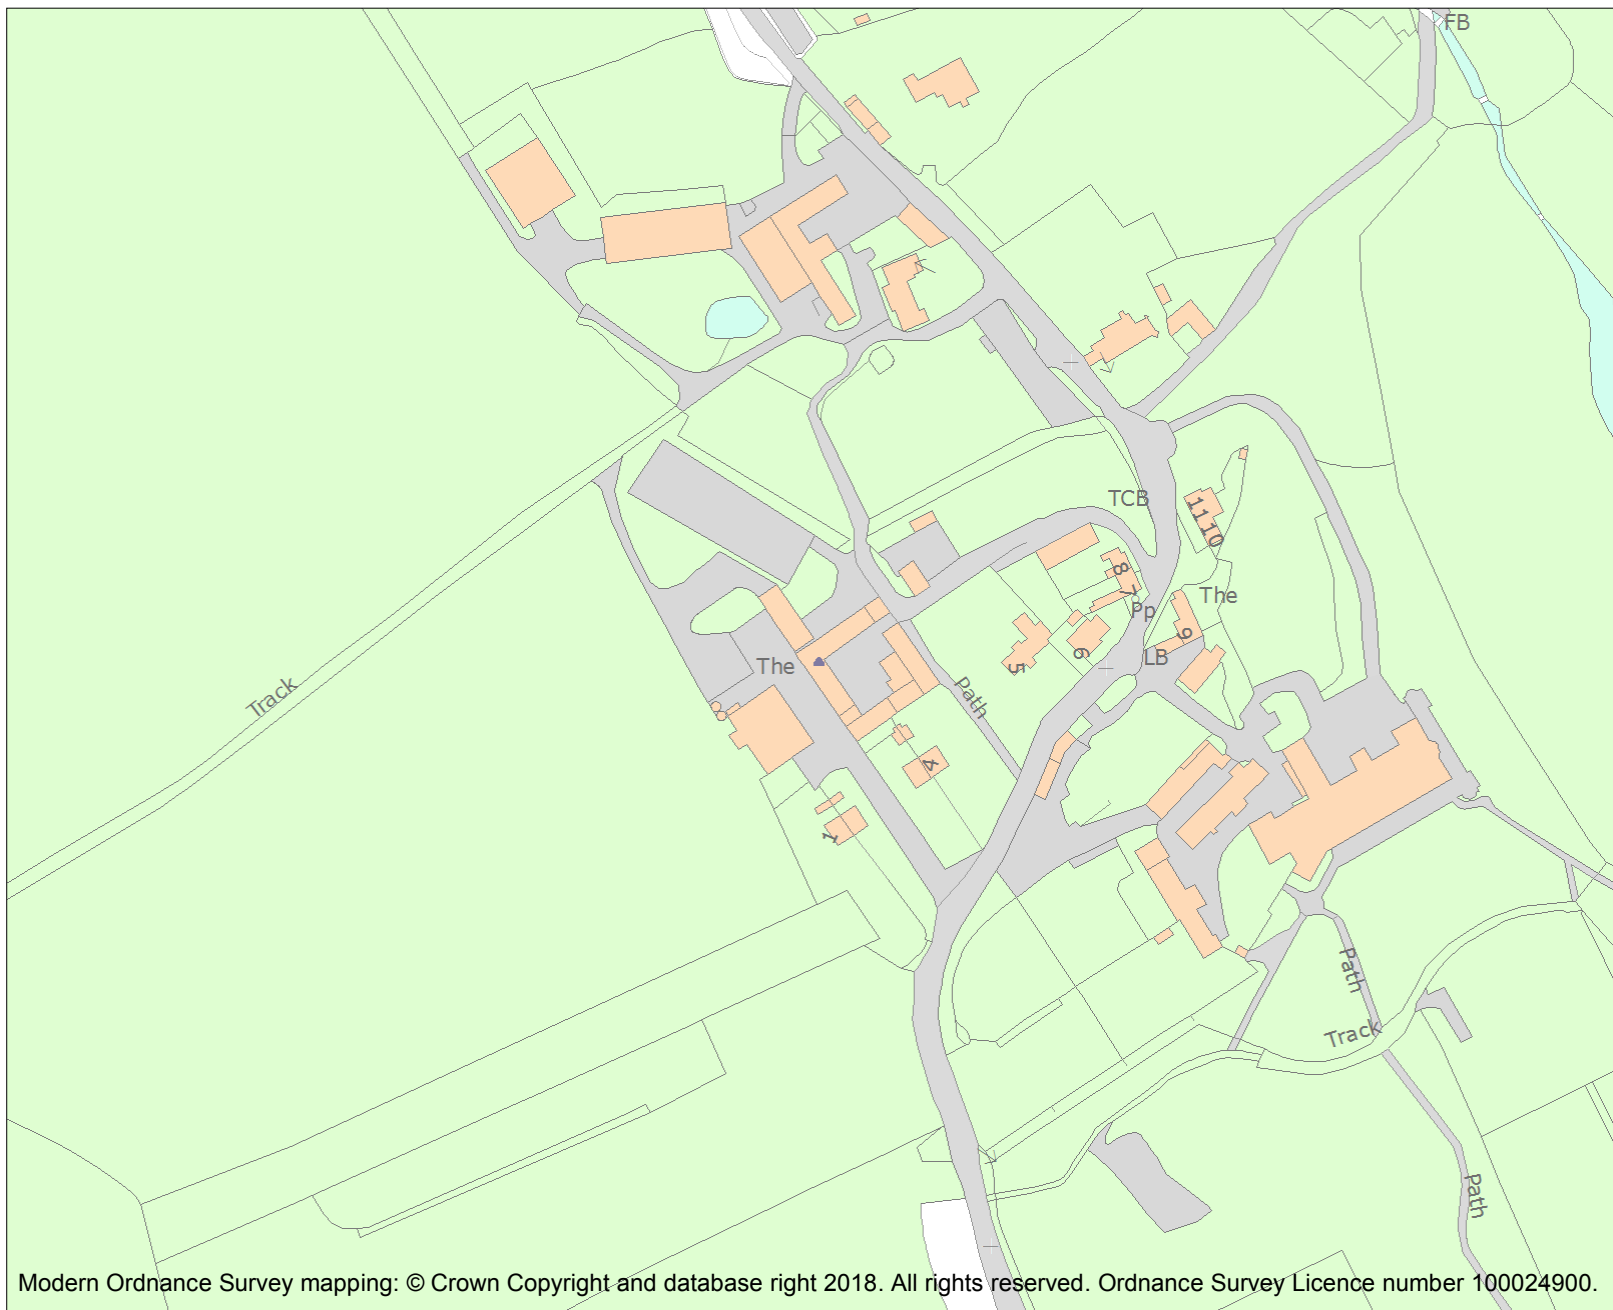 FB
TCB
11
10
8
7
The
Pp
9
The
6
LB
5
Track
Path
4
1
Path
Track
Path
Modern Ordnance Survey mapping: © Crown Copyright and database right 2018. All rights reserved. Ordnance Survey Licence number 100024900.